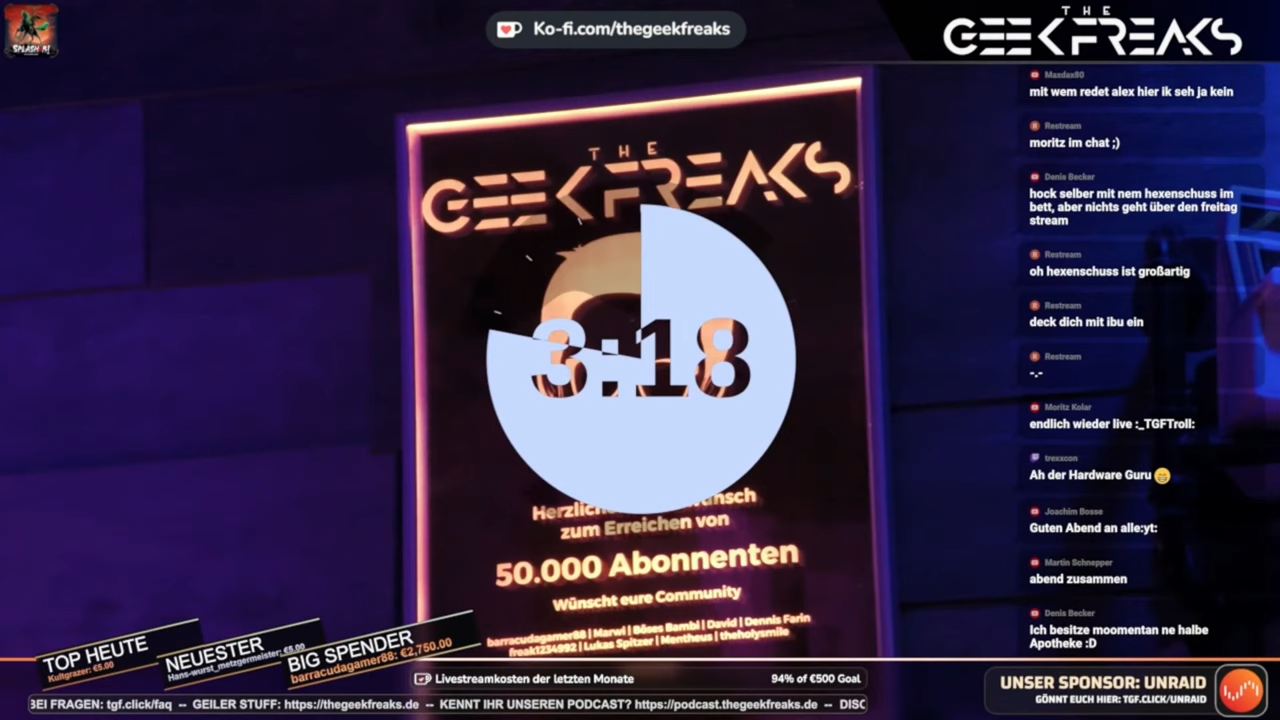 SPLASH AI
Ko-fi.com/thegeekfreaks
THE
GEEKFREAKS
THE
GEEKFREAKS
3:18
zum Erreichen von
50.000 Abonnenten
Wünscht eure Community
barracudagamer88 | Marwi | Böses Bambi | David | Dennis Farin
freak1234992 | Lukas Spitzer | Mentheus | theholysmile
Maxdax80
mit wem redet alex hier ik seh ja kein
Restream
moritz im chat ;)
Denis Becker
hock selber mit nem hexenschuss im
bett, aber nichts geht über den freitag
stream
Restream
oh hexenschuss ist großartig
Restream
deck dich mit ibu ein
Restream
-.-
Moritz Kolar
endlich wieder live :_TGFTroll:
trexxcon
Ah der Hardware Guru 😁
Joachim Bosse
Guten Abend an alle:yt:
Martin Schnepper
abend zusammen
Denis Becker
Ich besitze moomentan ne halbe
Apotheke :D
TOP HEUTE
Kultgrazer: €5.00
NEUESTER
Hans-wurst_metzgermeister: €5.00
BIG SPENDER
barracudagamer88: €2,750.00
Livestreamkosten der letzten Monate
94% of €500 Goal
BEI FRAGEN: tgf.click/faq -- GEILER STUFF: https://thegeekfreaks.de -- KENNT IHR UNSEREN PODCAST? https://podcast.thegeekfreaks.de -- DISC
UNSER SPONSOR: UNRAID
GÖNNT EUCH HIER: TGF.CLICK/UNRAID